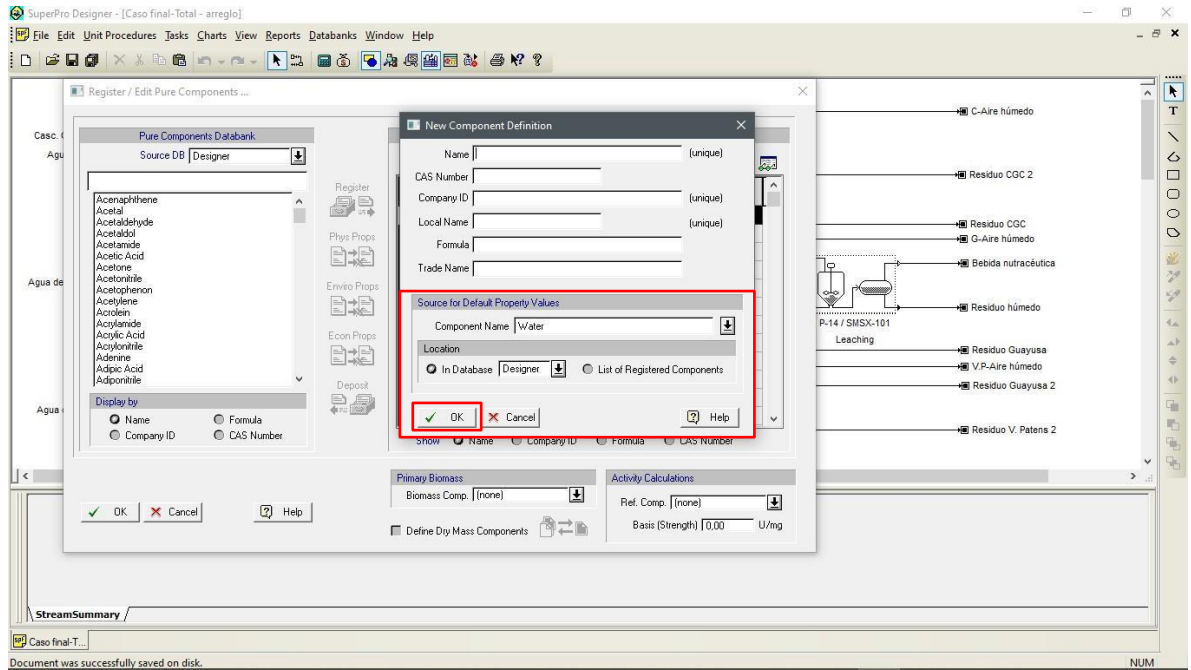 SuperPro Designer - [Caso final-Total - arreglo]
File Edit Unit Procedures Tasks Charts View Reports Databanks Window Help
Register / Edit Pure Components ...
Pure Components Databank
Source DB Designer
Acenaphthene
Acetal
Acetaldehyde
Acetaldol
Acetamide
Acetic Acid
Acetone
Acetonitrile
Acetophenon
Acetylene
Acrolein
Acrylamide
Acrylic Acid
Acrylonitrile
Adenine
Adipic Acid
Adiponitrile
Display by
Name Formula
Company ID CAS Number
Register
Phys Props
Enviro Props
Econ Props
Deposit
New Component Definition
Name (unique)
CAS Number
Company ID (unique)
Local Name (unique)
Formula
Trade Name
Source for Default Property Values
Component Name Water
Location
In Database Designer List of Registered Components
OK Cancel Help
Show Name Company ID Formula CAS Number
Primary Biomass
Biomass Comp. (none)
Define Dry Mass Components
Activity Calculations
Ref. Comp. (none)
Basis (Strength) 0,00 U/mg
OK Cancel Help
Casc.
Agu
Agua de
Agua
C-Aire húmedo
Residuo CGC 2
Residuo CGC
G-Aire húmedo
Bebida nutracéutica
Residuo húmedo
P-14 / SMSX-101
Leaching
Residuo Guayusa
V.P-Aire húmedo
Residuo Guayusa 2
Residuo V. Patens 2
T
StreamSummary
Caso final-T...
Document was successfully saved on disk. NUM